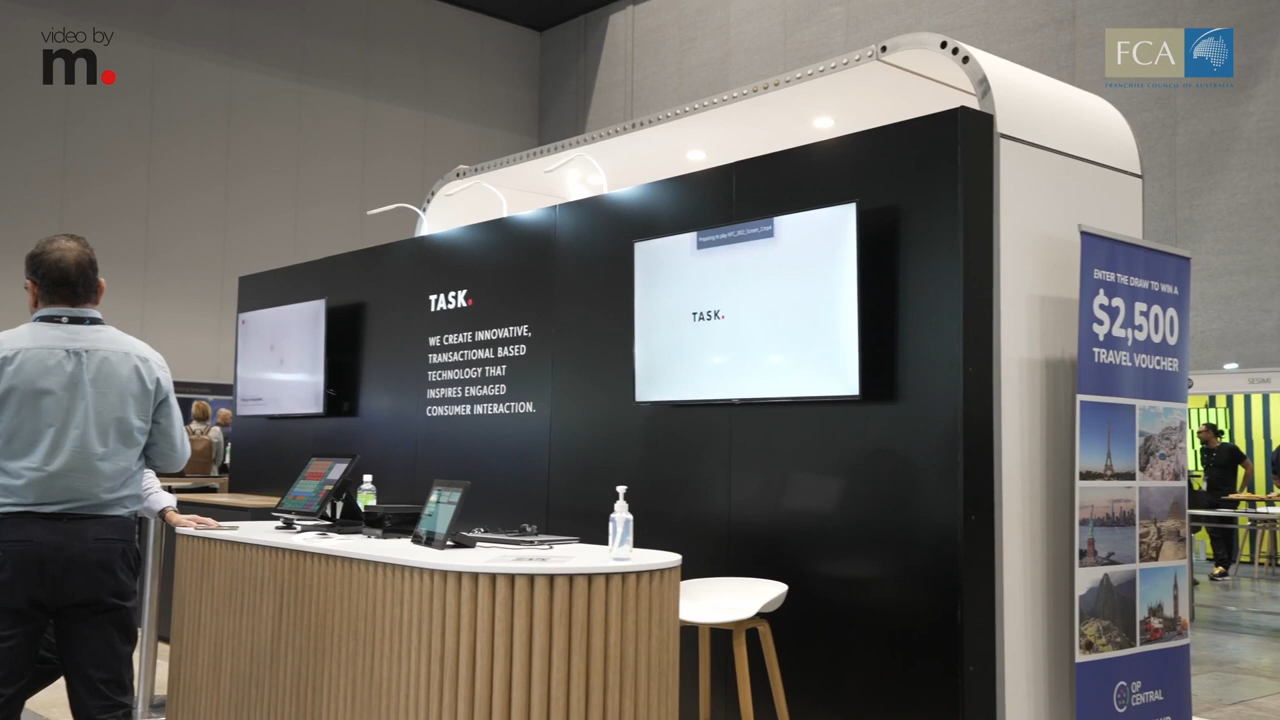 video by
m.
FCA
FRANCHISE COUNCIL OF AUSTRALIA
TASK.
WE CREATE INNOVATIVE,
TRANSACTIONAL BASED
TECHNOLOGY THAT
INSPIRES ENGAGED
CONSUMER INTERACTION.
TASK.
ENTER THE DRAW TO WIN A
$2,500
TRAVEL VOUCHER
OP
CENTRAL
SESIMI